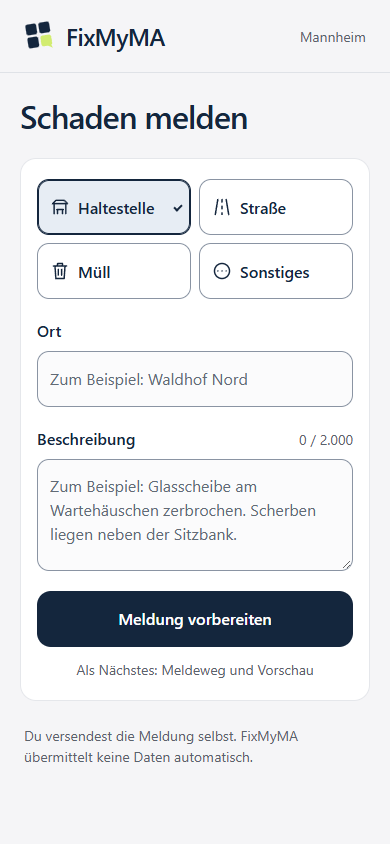 FixMyMA
Mannheim
Schaden melden
Haltestelle
Straße
Müll
Sonstiges
Ort
Zum Beispiel: Waldhof Nord
Beschreibung
0 / 2.000
Zum Beispiel: Glasscheibe am
Wartehäuschen zerbrochen. Scherben
liegen neben der Sitzbank.
Meldung vorbereiten
Als Nächstes: Meldeweg und Vorschau
Du versendest die Meldung selbst. FixMyMA
übermittelt keine Daten automatisch.